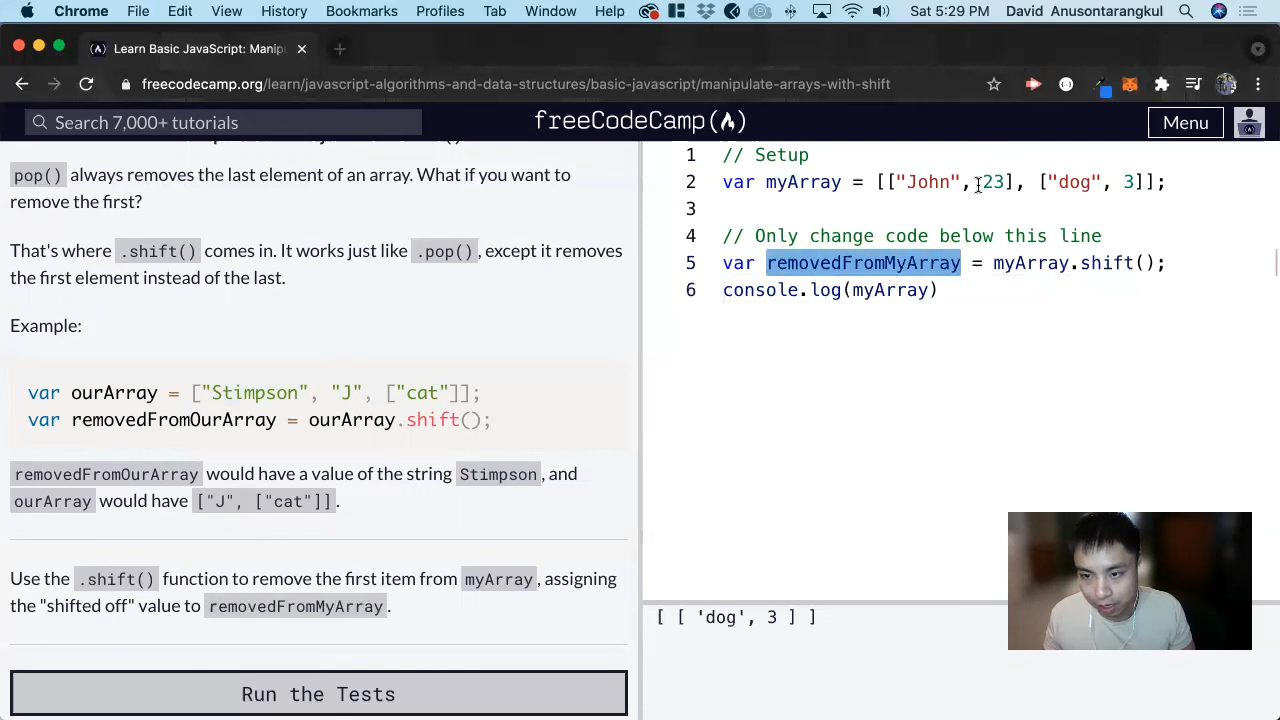 Chrome File Edit View History Bookmarks Profiles Tab Window Help Sat 5:29 PM David Anusontarangkul
Learn Basic JavaScript: Manip
freecodecamp.org/learn/javascript-algorithms-and-data-structures/basic-javascript/manipulate-arrays-with-shift
Search 7,000+ tutorials
freeCodeCamp
Menu
pop() always removes the last element of an array. What if you want
to remove the first?
That's where .shift() comes in. It works just like .pop(), except it removes
the first element instead of the last.
Example:
var ourArray = ["Stimpson", "J", ["cat"]];
var removedFromOurArray = ourArray.shift();
removedFromOurArray would have a value of the string Stimpson, and
ourArray would have ["J", ["cat"]].
Use the .shift() function to remove the first item from myArray, assigning
the "shifted off" value to removedFromMyArray.
Run the Tests
1 // Setup
2 var myArray = [["John", 23], ["dog", 3]];
3
4 // Only change code below this line
5 var removedFromMyArray = myArray.shift();
6 console.log(myArray)
[ [ 'dog', 3 ] ]